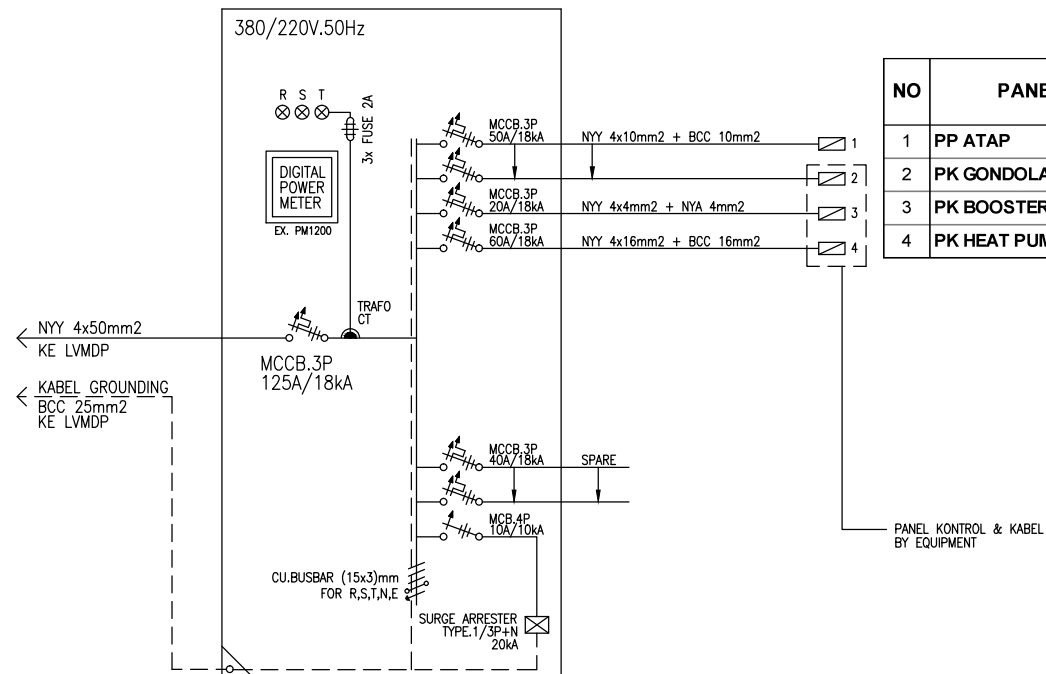 380/220V.50Hz
R S T
3x FUSE 2A
DIGITAL
POWER
METER
EX. PM1200
TRAFO
CT
MCCB.3P
125A/18kA
NYY 4x50mm2
KE LVMDP
KABEL GROUNDING
BCC 25mm2
KE LVMDP
MCCB.3P
50A/18kA
NYY 4x10mm2 + BCC 10mm2
1
2
MCCB.3P
20A/18kA
NYY 4x4mm2 + NYA 4mm2
3
MCCB.3P
60A/18kA
NYY 4x16mm2 + BCC 16mm2
4
MCCB.3P
40A/18kA
SPARE
MCB.4P
10A/10kA
CU.BUSBAR (15x3)mm
FOR R,S,T,N,E
SURGE ARRESTER
TYPE.1/3P+N
20kA
PANEL KONTROL & KABEL
BY EQUIPMENT
NO PANE
1 PP ATAP
2 PK GONDOLA
3 PK BOOSTER
4 PK HEAT PUM